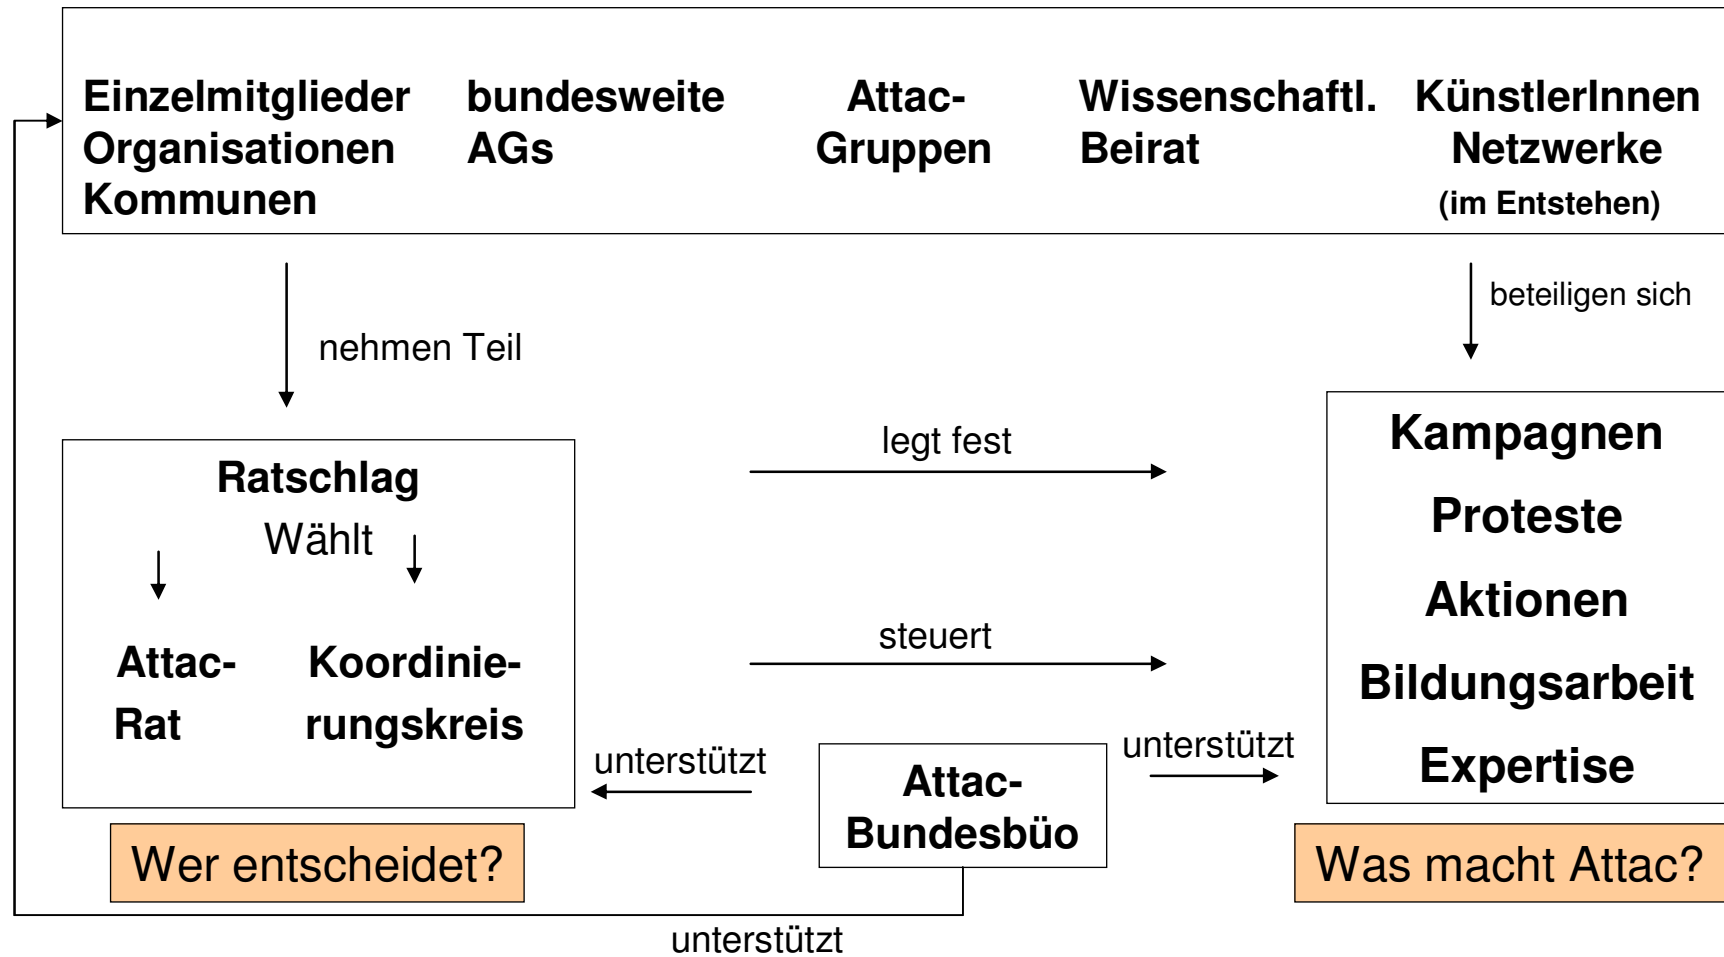 Einzelmitglieder
Organisationen
Kommunen
bundesweite
AGs
Attac-
Gruppen
Wissenschaftl.
Beirat
KünstlerInnen
Netzwerke
(im Entstehen)
nehmen Teil
beteiligen sich
Ratschlag
Wählt
Attac-
Rat
Koordinie-
rungskreis
legt fest
steuert
Kampagnen
Proteste
Aktionen
Bildungsarbeit
Expertise
unterstützt
Attac-
Bundesbüo
unterstützt
Wer entscheidet?
Was macht Attac?
unterstützt